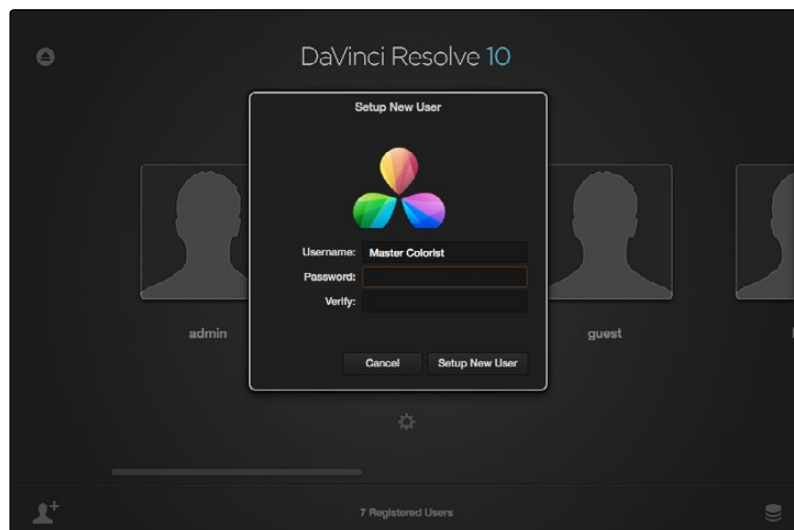 DaVinci Resolve 10
Setup New User
Username: Master Colorist
Password:
Verify:
admin
guest
Cancel Setup New User
7 Registered Users